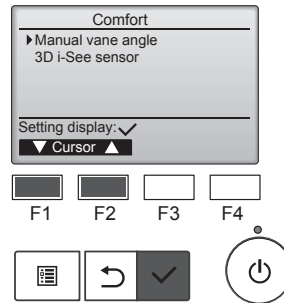 Comfort
Manual vane angle
3D i-See sensor
Setting display:
Cursor
F1 F2 F3 F4